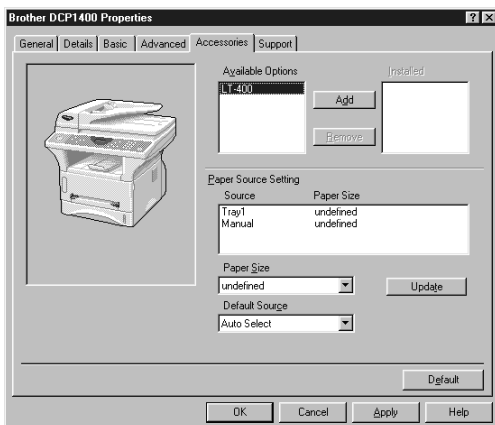 Brother DCP1400 Properties
General Details Basic Advanced Accessories Support
Available Options Installed
LT-400
Add
Remove
Paper Source Setting
Source Paper Size
Tray1 undefined
Manual undefined
Paper Size
undefined Update
Default Source
Auto Select
Default
OK Cancel Apply Help